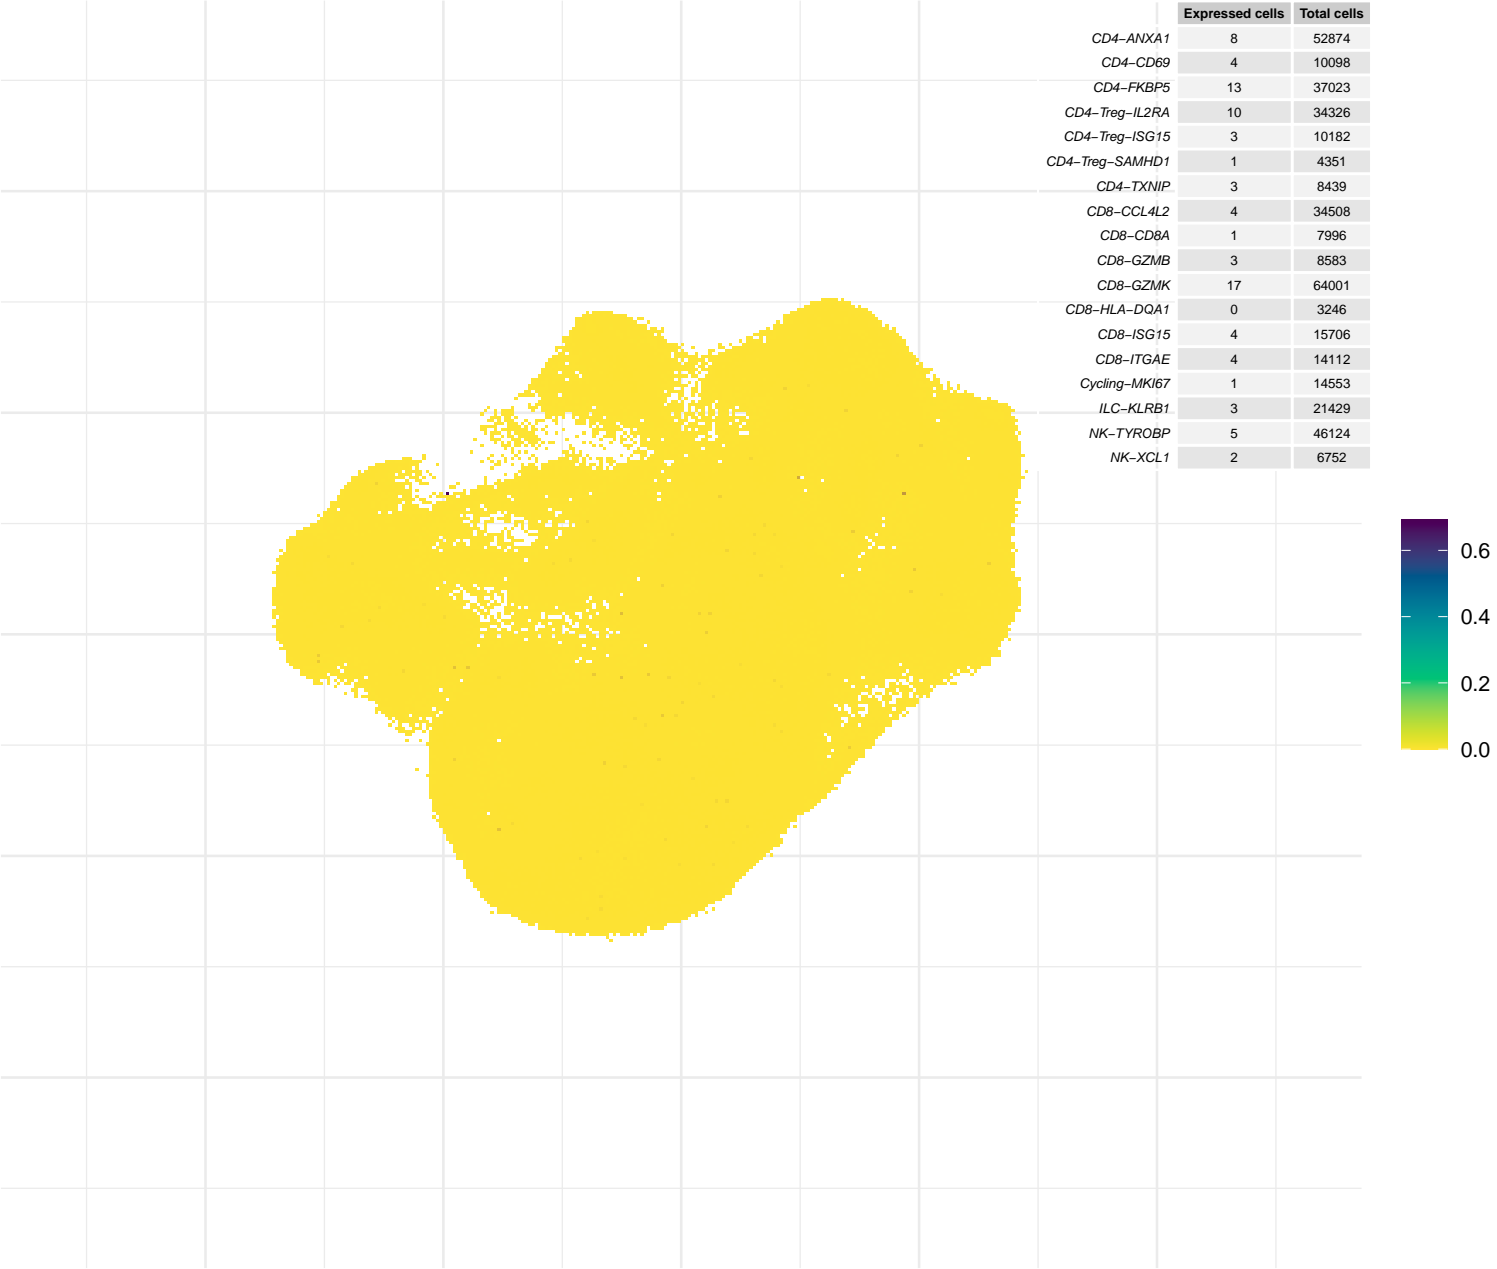 Expressed cells Total cells
CD4−ANXA1 8 52874
CD4−CD69 4 10098
CD4−FKBP5 13 37023
CD4−Treg−IL2RA 10 34326
CD4−Treg−ISG15 3 10182
CD4−Treg−SAMHD1 1 4351
CD4−TXNIP 3 8439
CD8−CCL4L2 4 34508
CD8−CD8A 1 7996
CD8−GZMB 3 8583
CD8−GZMK 17 64001
CD8−HLA−DQA1 0 3246
CD8−ISG15 4 15706
CD8−ITGAE 4 14112
Cycling−MKI67 1 14553
ILC−KLRB1 3 21429
NK−TYROBP 5 46124
NK−XCL1 2 6752
0.6
0.4
0.2
0.0